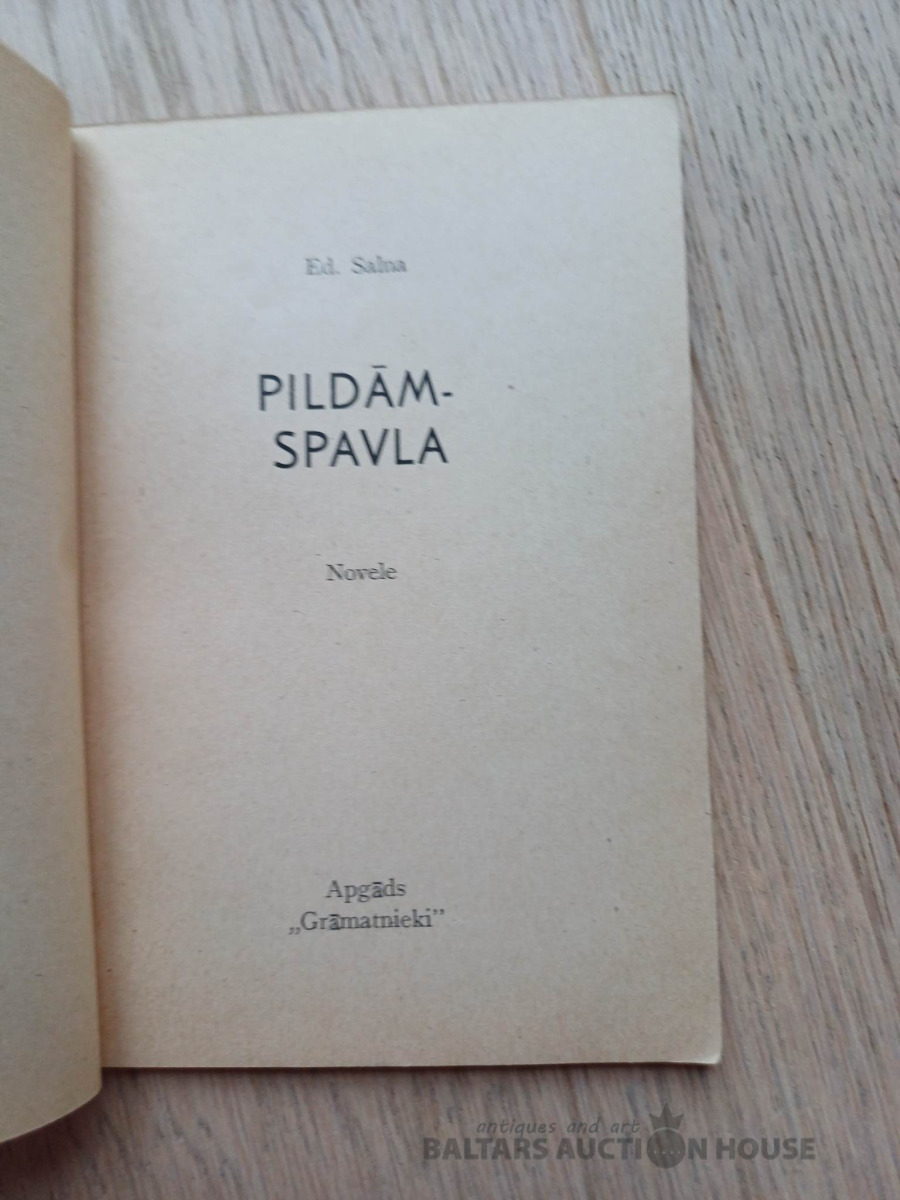 Ed. Salna
PILDĀM-
SPAVLA
Novele
Apgāds
„Grāmatnieki”
antiques and art
BALTARS AUCTION HOUSE